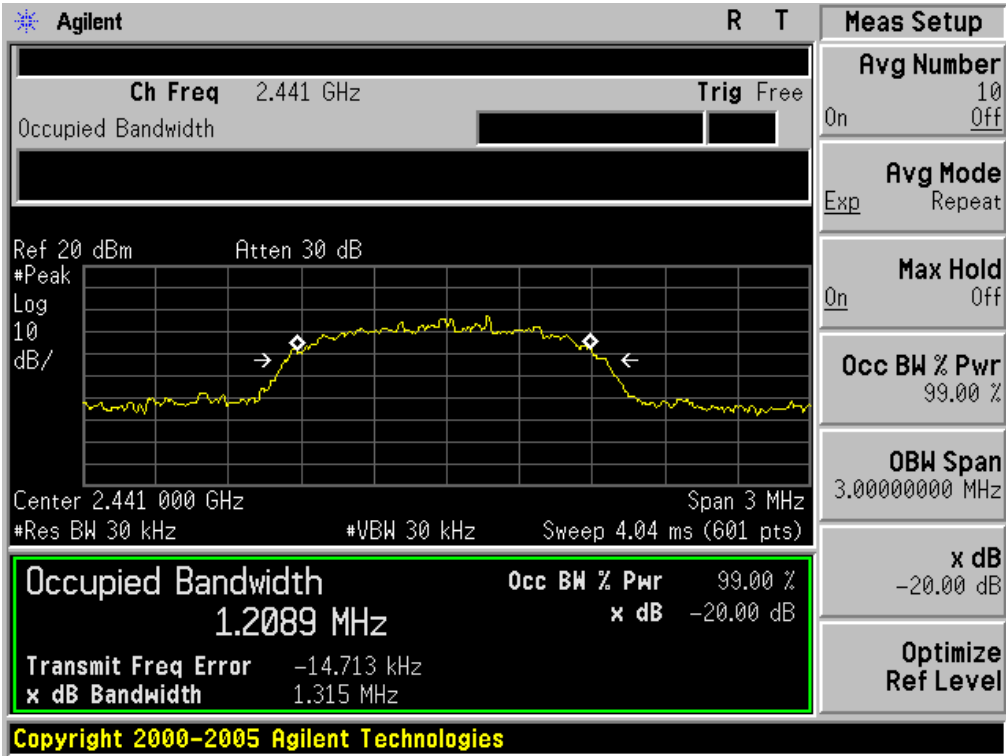 Agilent R T
Meas Setup
Ch Freq 2.441 GHz Trig Free
Occupied Bandwidth
Ref 20 dBm Atten 30 dB
#Peak
Log
10
dB/
Center 2.441 000 GHz Span 3 MHz
#Res BW 30 kHz #VBW 30 kHz Sweep 4.04 ms (601 pts)
Occupied Bandwidth
1.2089 MHz
Occ BW % Pwr 99.00 %
x dB -20.00 dB
Transmit Freq Error -14.713 kHz
x dB Bandwidth 1.315 MHz
Avg Number
10
On Off
Avg Mode
Exp Repeat
Max Hold
On Off
Occ BW % Pwr
99.00 %
OBW Span
3.00000000 MHz
x dB
-20.00 dB
Optimize
Ref Level
Copyright 2000-2005 Agilent Technologies